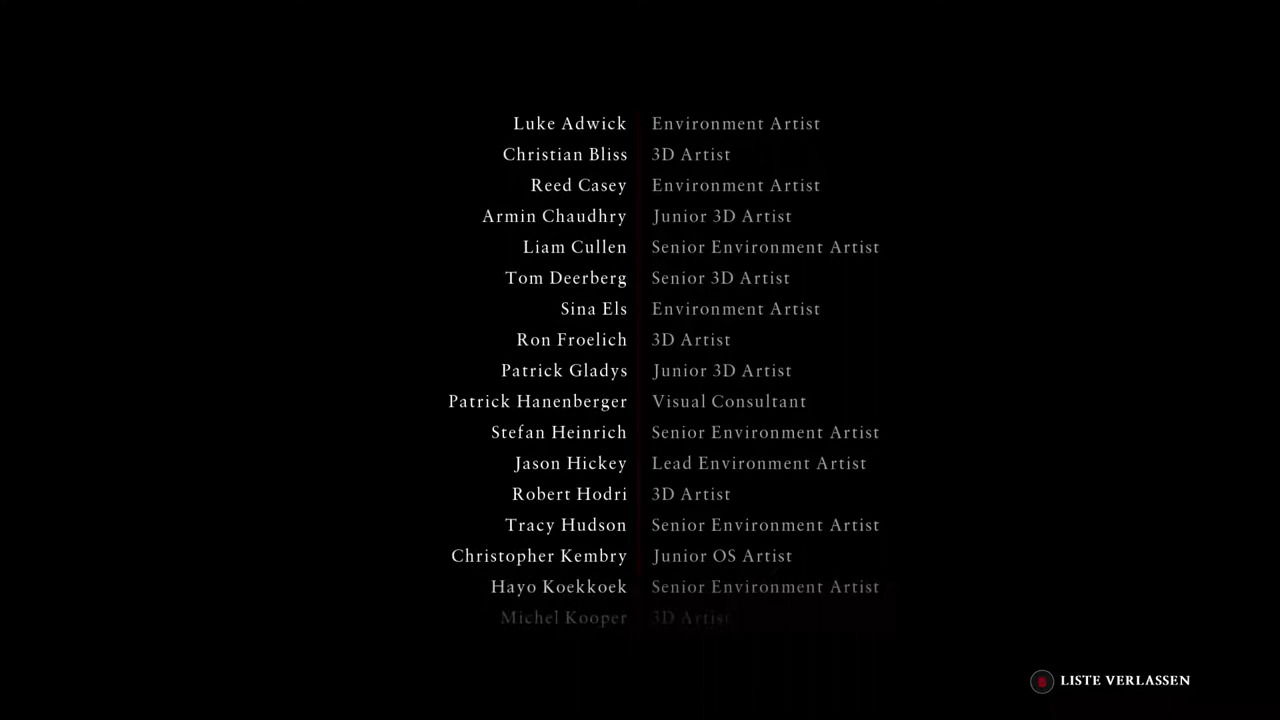 Luke Adwick Environment Artist
Christian Bliss 3D Artist
Reed Casey Environment Artist
Armin Chaudhry Junior 3D Artist
Liam Cullen Senior Environment Artist
Tom Deerberg Senior 3D Artist
Sina Els Environment Artist
Ron Froelich 3D Artist
Patrick Gladys Junior 3D Artist
Patrick Hanenberger Visual Consultant
Stefan Heinrich Senior Environment Artist
Jason Hickey Lead Environment Artist
Robert Hodri 3D Artist
Tracy Hudson Senior Environment Artist
Christopher Kembry Junior OS Artist
Hayo Koekkoek Senior Environment Artist
Michel Kooper 3D Artist
B LISTE VERLASSEN